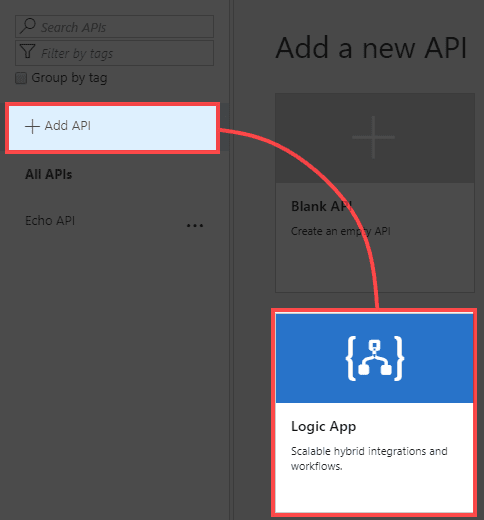 Search APIs
Filter by tags
Group by tag
Add API
All APIs
Echo API
Add a new API
Blank API
Create an empty API
Logic App
Scalable hybrid integrations and
workflows.